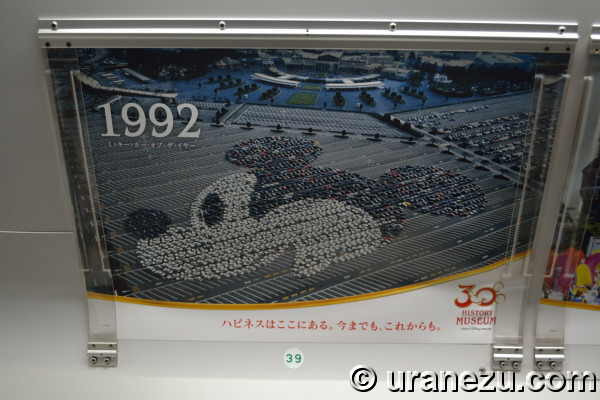 1992
ミッキー・カー・オブ・ザ・イヤー
30th
HISTORY
MUSEUM
ハピネスはここにある。今までも、これからも。
39
© uranezu.com